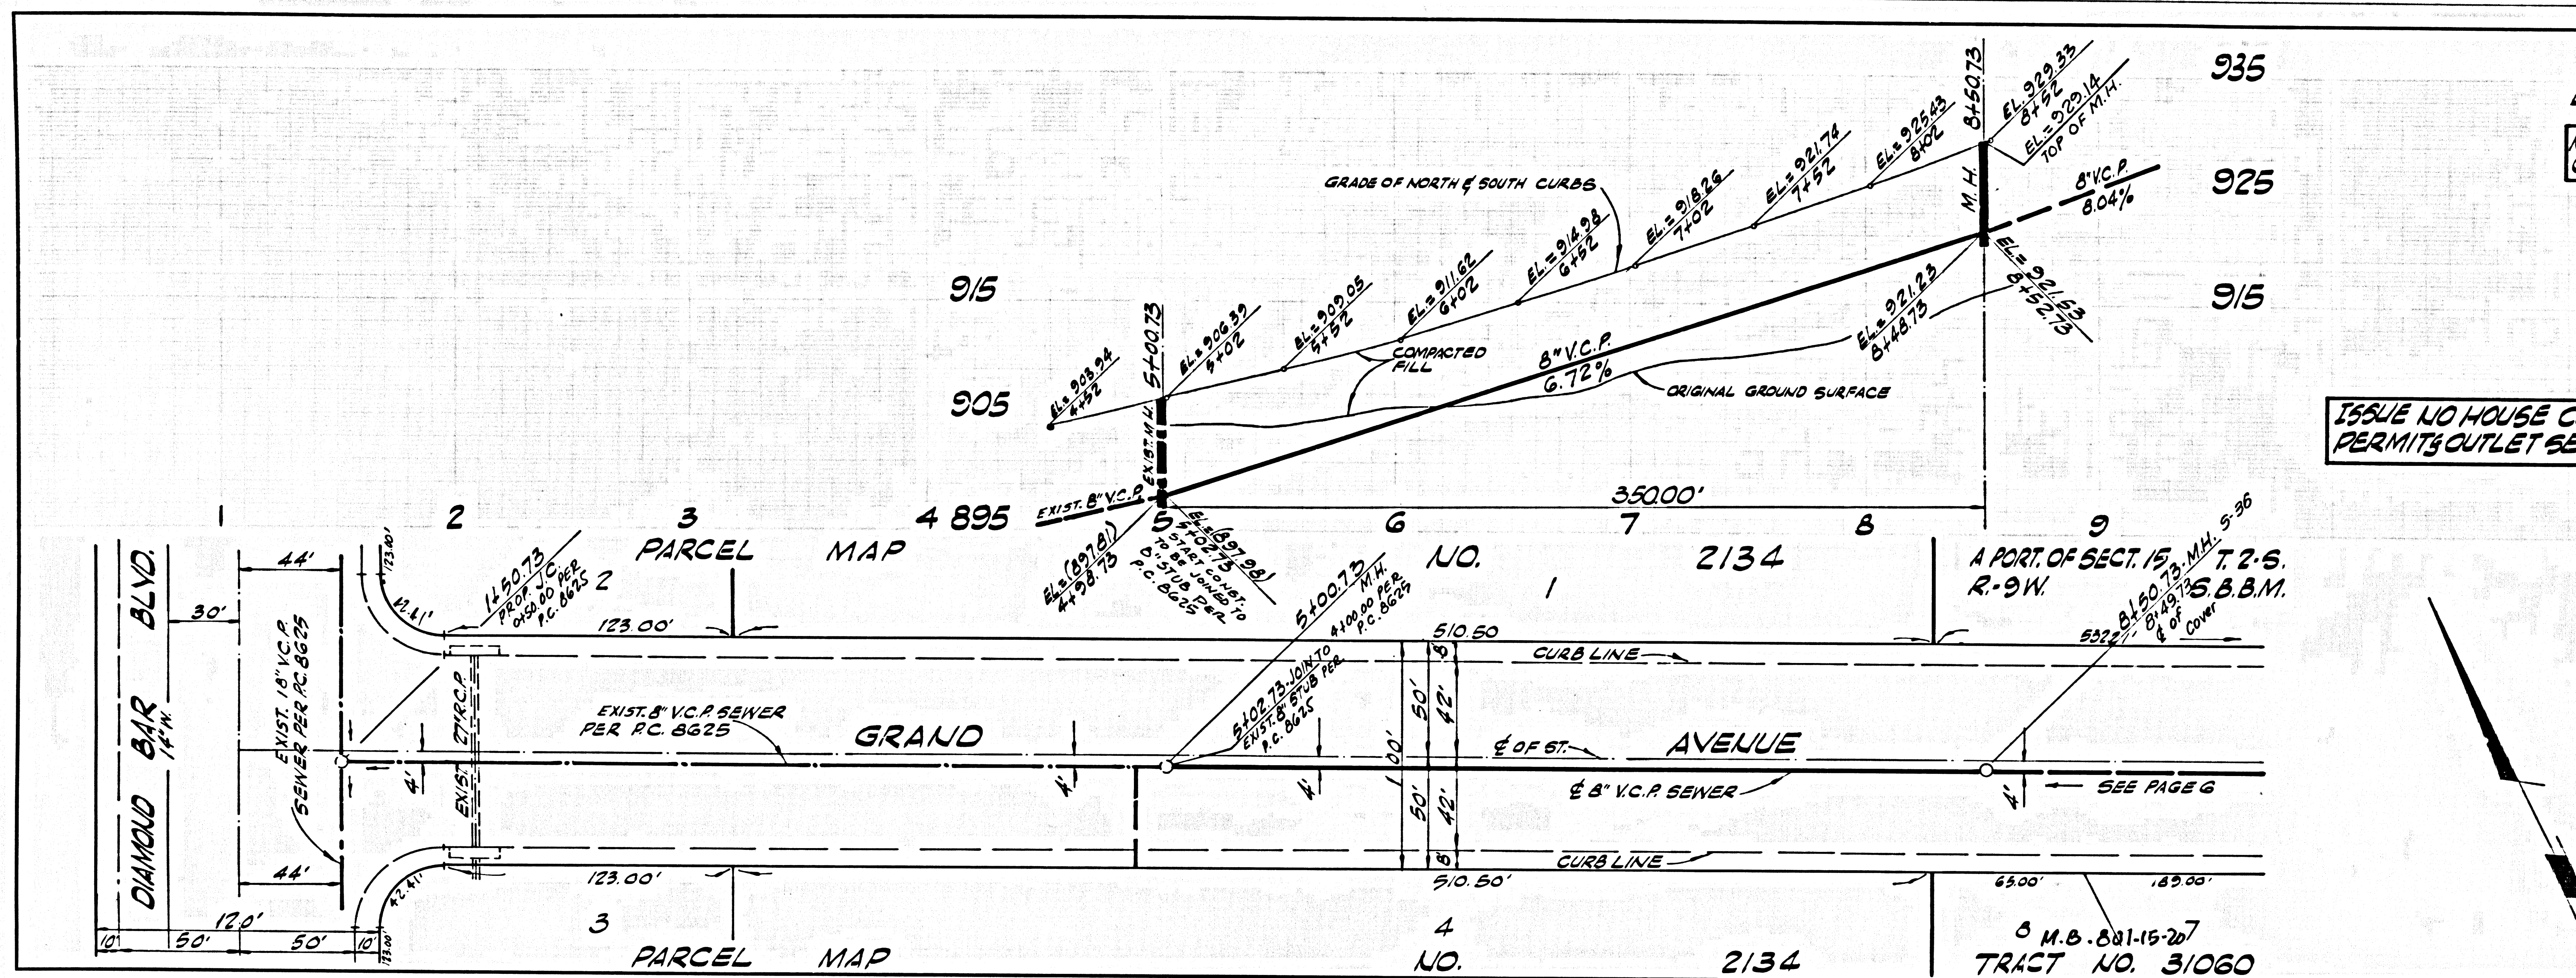 935
925
915
EL. 929.33
8+52
EL.=929.14
TOP OF M.H.
8+50.73
M.H.
8" V.C.P.
8.04%
EL.=925.43
8+02
EL.=921.74
7+52
EL.=918.26
7+02
EL.=914.98
6+52
EL.=911.62
6+02
EL.=909.05
5+52
EL.=906.39
5+02
EL.=903.94
4+52
GRADE OF NORTH & SOUTH CURBS
915
905
5+00.73
EXIST. M.H.
COMPACTED
FILL
8" V.C.P.
6.72%
ORIGINAL GROUND SURFACE
EL.=921.23
8+48.73
EL.=921.53
8+52.73
ISSUE NO HOUSE C
PERMITS OUTLET SE
350.00'
EXIST. 8" V.C.P.
1 2 3 4 895 5 6 7 8 9
EL=(897.81)
4+98.73
EL=(897.98)
5+02.73
START CONST.
TO BE JOINED TO
8" STUB PER
P.C. 8625
PARCEL MAP NO. 2134
A PORT. OF SECT. 15, T. 2-S.
R.-9W. S.B.B.M.
8+50.73-M.H. S-36
8+49.73
¢ of Cover
DIAMOND BAR BLVD.
14" W.
30'
44'
EXIST. 18" V.C.P.
SEWER PER P.C. 8625
123.00'
42.41'
1+50.73
PROP. J.C.
0+50.00 PER
P.C. 8625
2
123.00'
5+00.73
M.H.
4+00.00 PER
P.C. 8625
1
510.50
CURB LINE
EXIST. 27" R.C.P.
EXIST. 8" V.C.P. SEWER
PER P.C. 8625
GRAND AVENUE
5+02.73-JOIN TO
EXIST. 8" STUB PER
P.C. 8625
8'
50'
42'
100'
50'
42'
8'
¢ OF ST.
¢ 8" V.C.P. SEWER
SEE PAGE 6
4'
4'
4'
4'
CURB LINE
44'
42.41'
123.00'
510.50'
65.00'
189.00'
120'
10'
50'
50'
10'
123.00'
3
4
8 M.B.-801-15-207
PARCEL MAP NO. 2134
TRACT NO. 31060